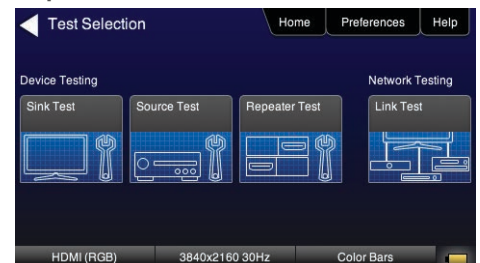 Test Selection Home Preferences Help
Device Testing Network Testing
Sink Test Source Test Repeater Test Link Test
HDMI (RGB) 3840x2160 30Hz Color Bars